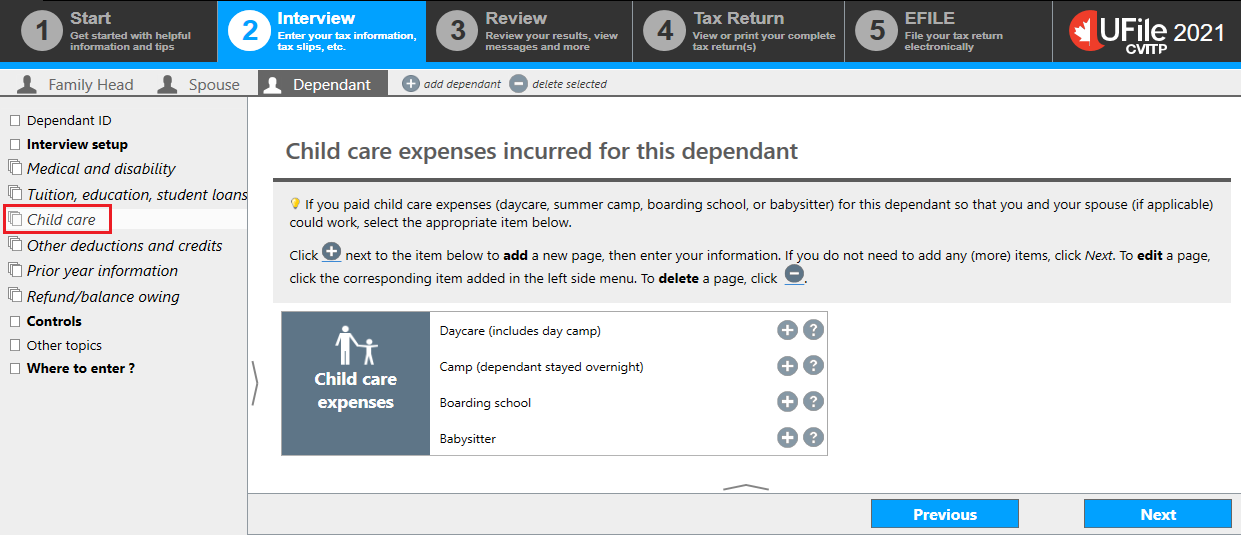 1
Start
Get started with helpful
information and tips
2
Interview
Enter your tax information,
tax slips, etc.
3
Review
Review your results, view
messages and more
4
Tax Return
View or print your complete
tax return(s)
5
EFILE
File your tax return
electronically
UFile 2021
CVITP
Family Head
Spouse
Dependant
+ add dependant
− delete selected
Dependant ID
Interview setup
Medical and disability
Tuition, education, student loans
Child care
Other deductions and credits
Prior year information
Refund/balance owing
Controls
Other topics
Where to enter ?
Child care expenses incurred for this dependant
If you paid child care expenses (daycare, summer camp, boarding school, or babysitter) for this dependant so that you and your spouse (if applicable)
could work, select the appropriate item below.
Click + next to the item below to add a new page, then enter your information. If you do not need to add any (more) items, click Next. To edit a page,
click the corresponding item added in the left side menu. To delete a page, click −.
Child care
expenses
Daycare (includes day camp) + ?
Camp (dependant stayed overnight) + ?
Boarding school + ?
Babysitter + ?
Previous
Next